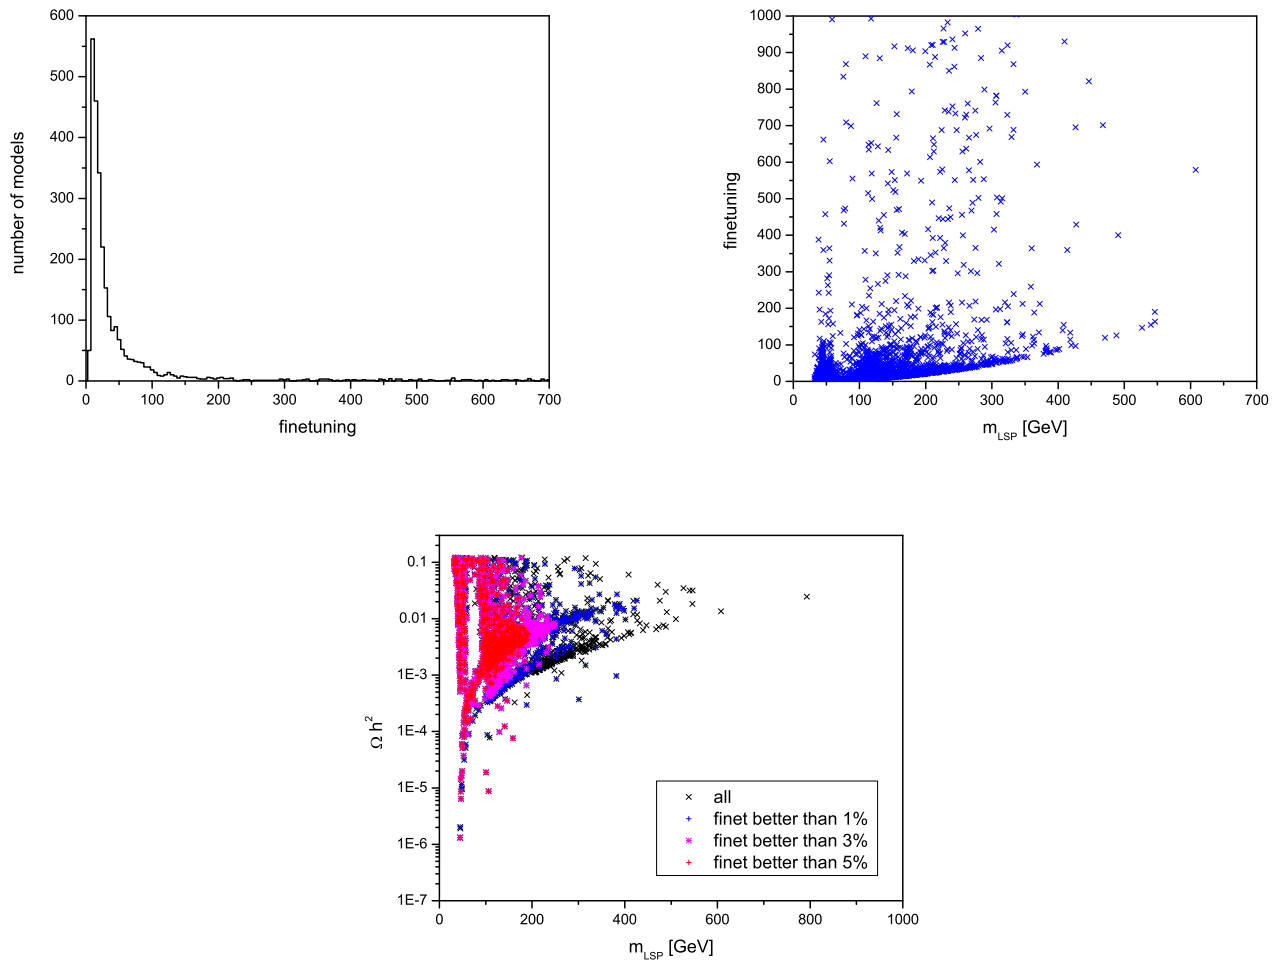 600
500
400
300
200
100
0
number of models
0 100 200 300 400 500 600 700
finetuning
1000
900
800
700
600
500
400
300
200
100
0
finetuning
0 100 200 300 400 500 600 700
m_LSP [GeV]
0.1
0.01
1E-3
1E-4
1E-5
1E-6
1E-7
Ω h²
all
finet better than 1%
finet better than 3%
finet better than 5%
0 200 400 600 800 1000
m_LSP [GeV]